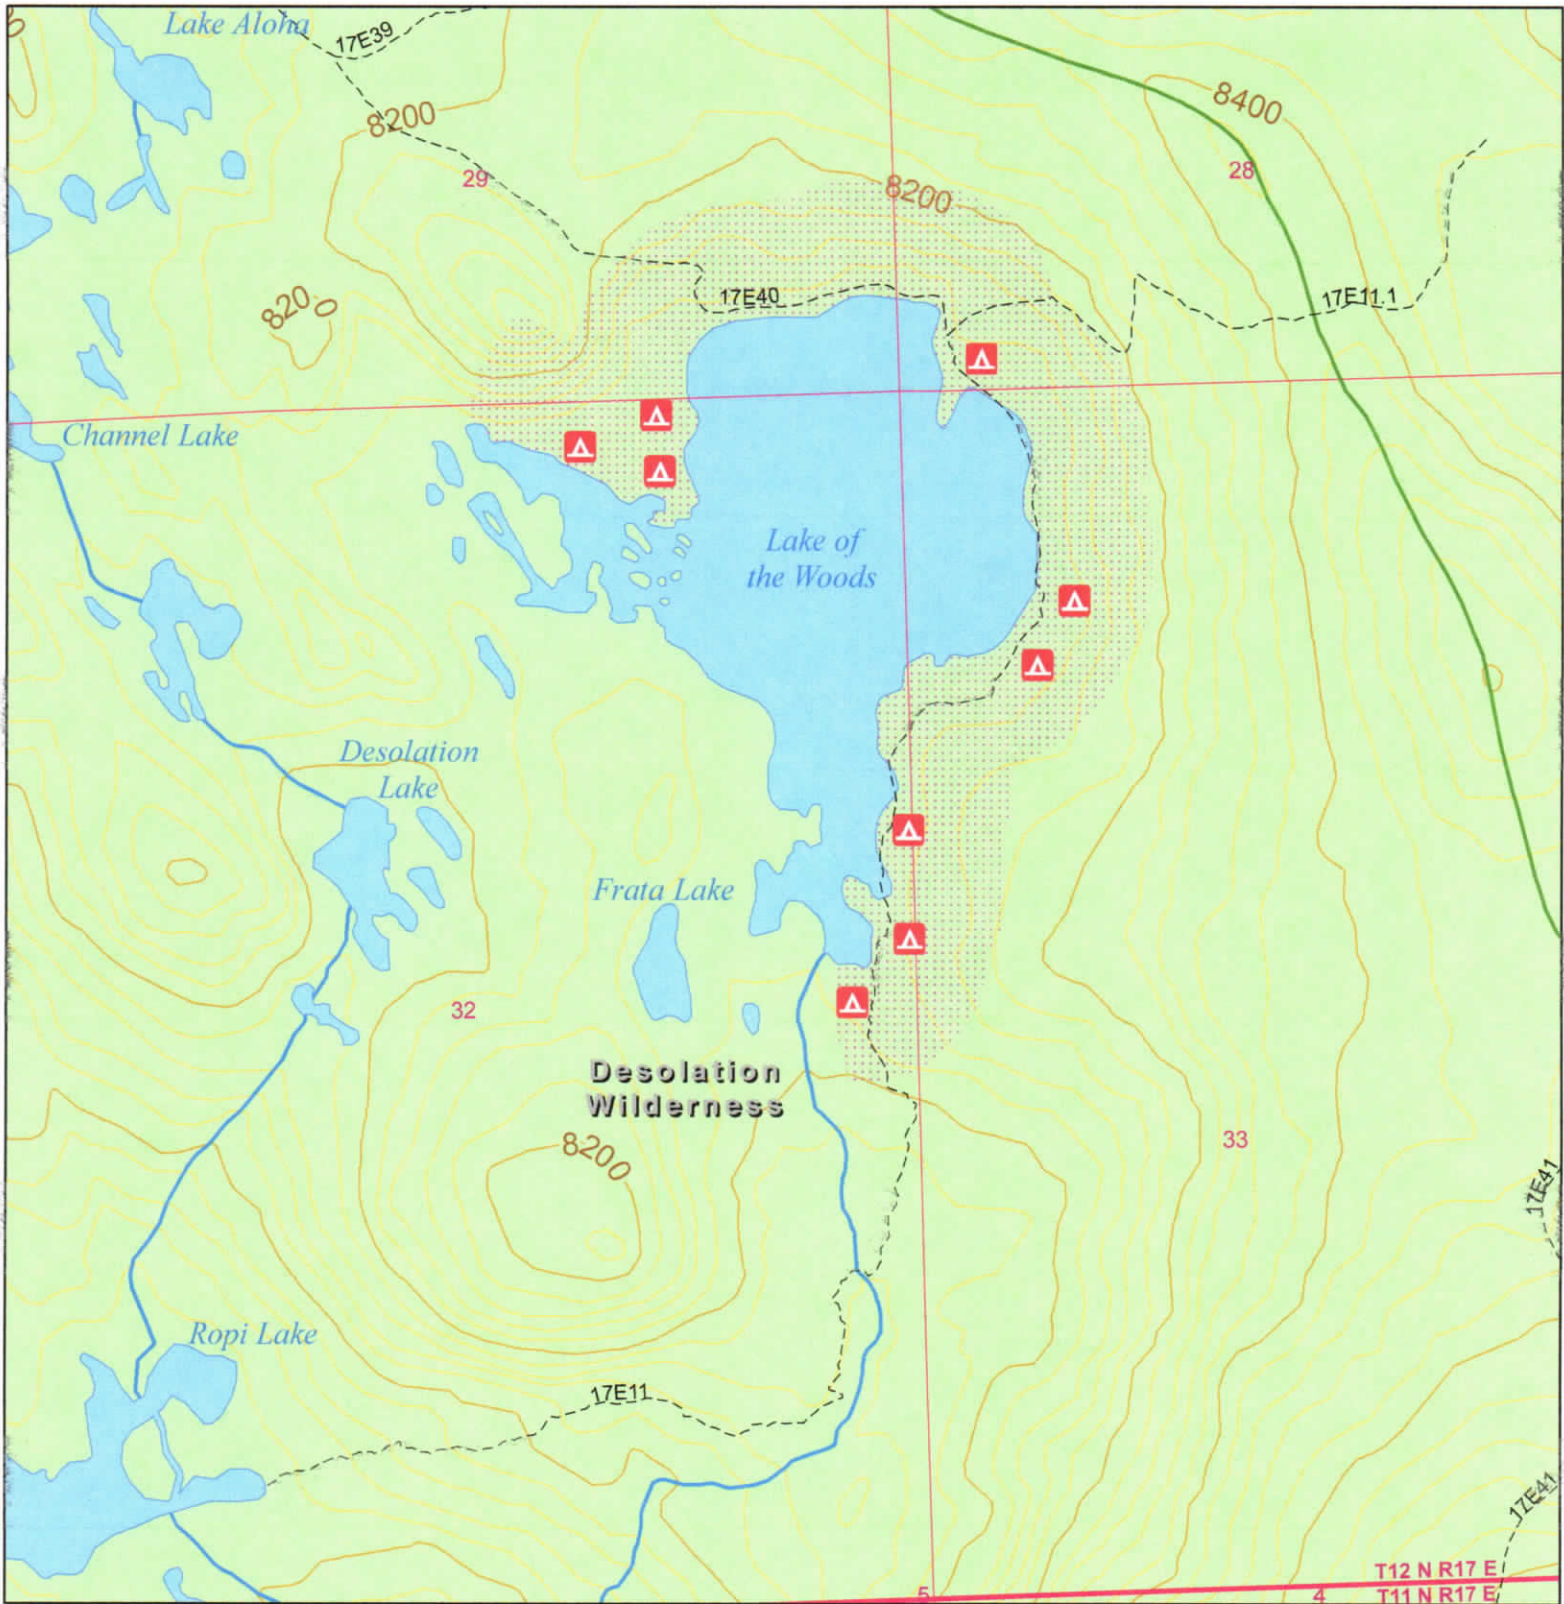 Lake Aloha
17E39
8200
8400
29
28
8200
8200
17E40
17E11.1
Channel Lake
Lake of
the Woods
Desolation
Lake
Frata Lake
32
Desolation
Wilderness
8200
33
17E41
Ropi Lake
17E11
17E41
T12 N R17 E
5
4
T11 N R17 E